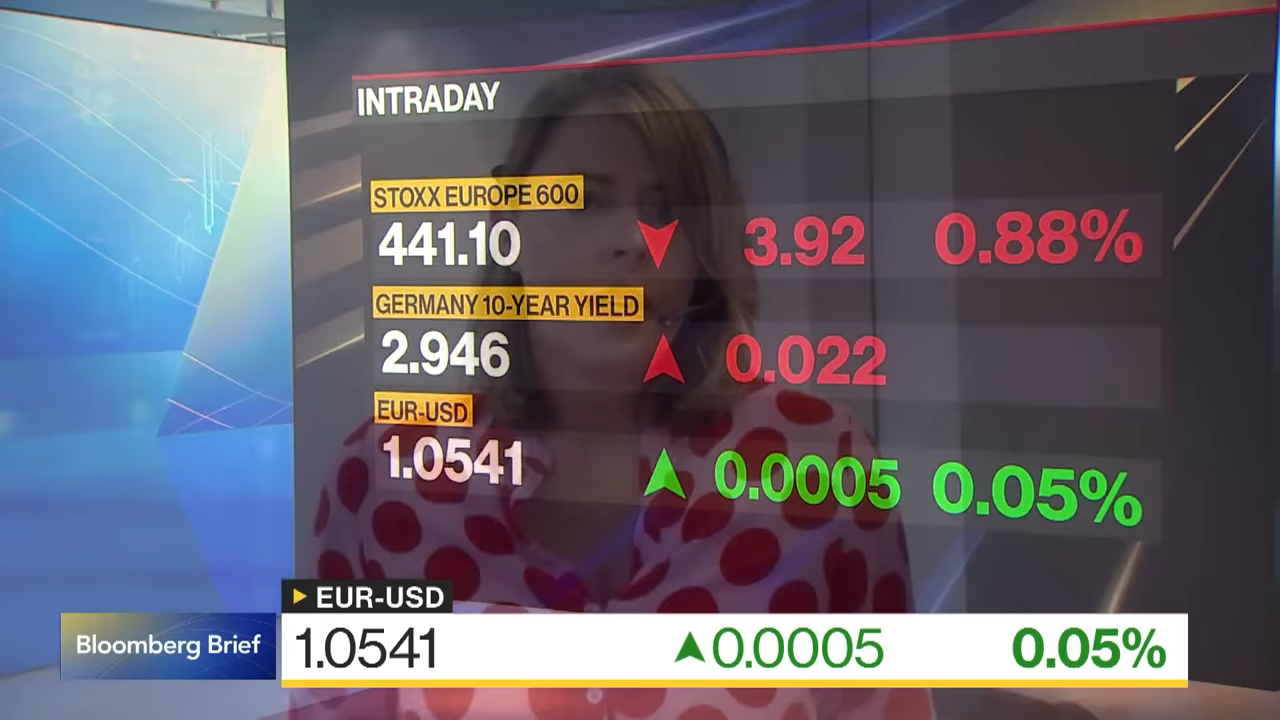 INTRADAY
STOXX EUROPE 600
441.10 ▼ 3.92 0.88%
GERMANY 10-YEAR YIELD
2.946 ▲ 0.022
EUR-USD
1.0541 ▲ 0.0005 0.05%
▶ EUR-USD
Bloomberg Brief 1.0541 ▲0.0005 0.05%